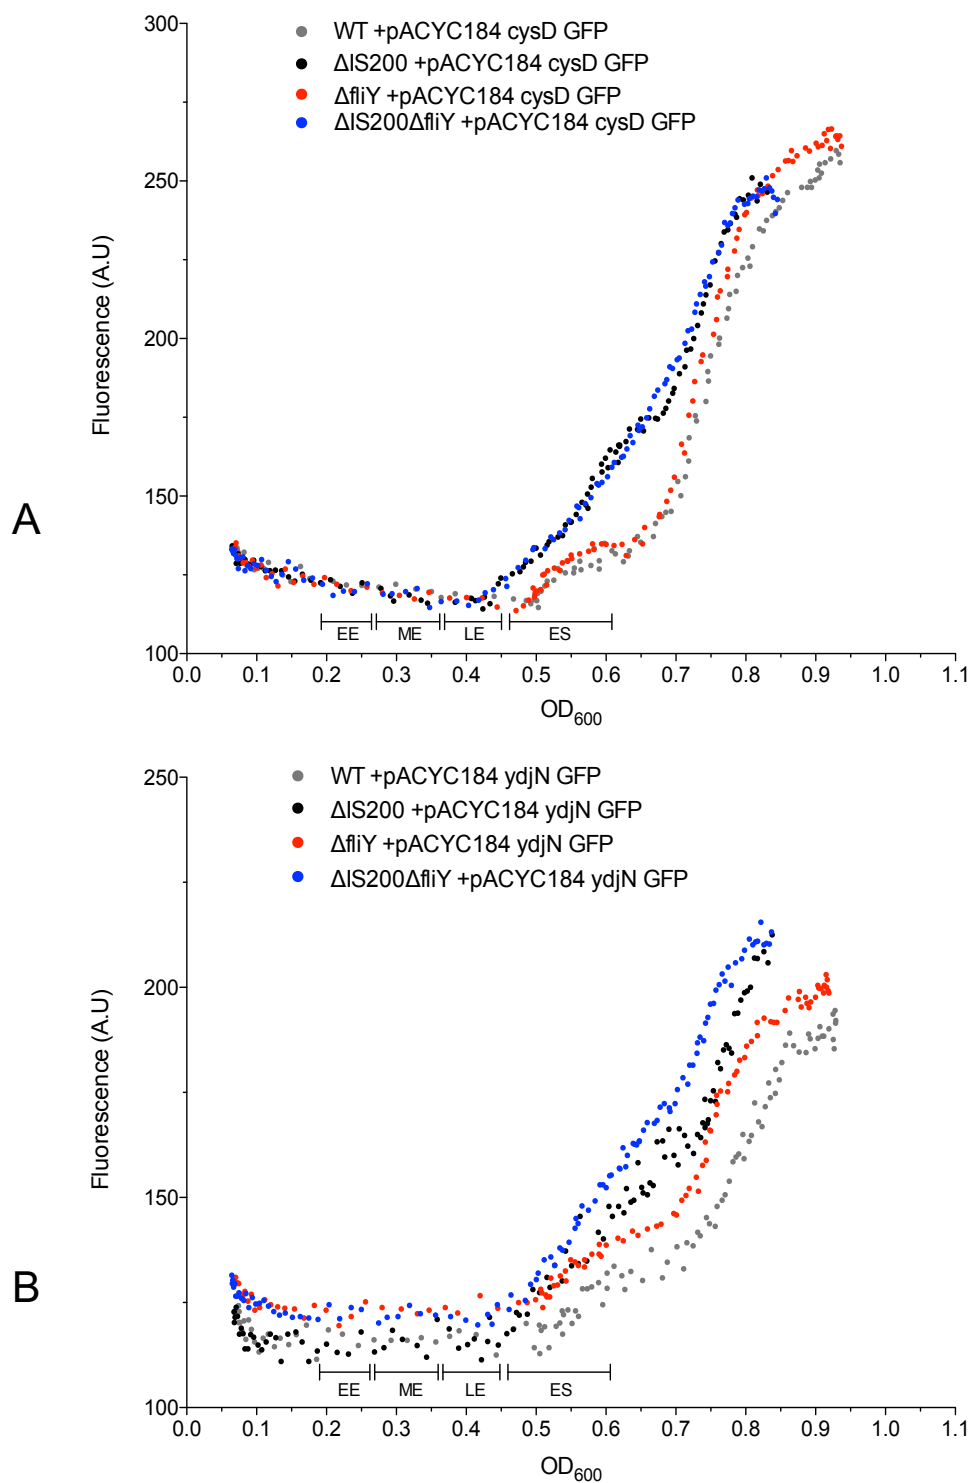 300
WT +pACYC184 cysD GFP
ΔIS200 +pACYC184 cysD GFP
ΔfliY +pACYC184 cysD GFP
ΔIS200ΔfliY +pACYC184 cysD GFP
250
Fluorescence (A.U)
200
A
150
EE ME LE ES
100
0.0 0.1 0.2 0.3 0.4 0.5 0.6 0.7 0.8 0.9 1.0 1.1
OD600
250
WT +pACYC184 ydjN GFP
ΔIS200 +pACYC184 ydjN GFP
ΔfliY +pACYC184 ydjN GFP
ΔIS200ΔfliY +pACYC184 ydjN GFP
200
Fluorescence (A.U)
150
B
EE ME LE ES
100
0.0 0.1 0.2 0.3 0.4 0.5 0.6 0.7 0.8 0.9 1.0 1.1
OD600